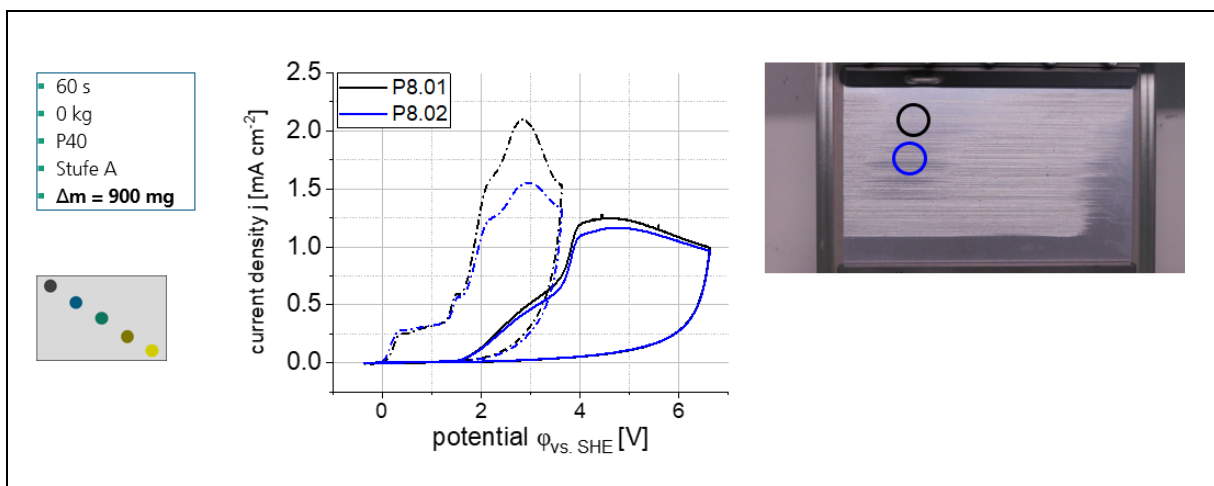 60 s
0 kg
P40
Stufe A
Δm = 900 mg
2.5
2.0
1.5
1.0
0.5
0.0
current density j [mA cm⁻²]
P8.01
P8.02
0 2 4 6
potential φvs. SHE [V]